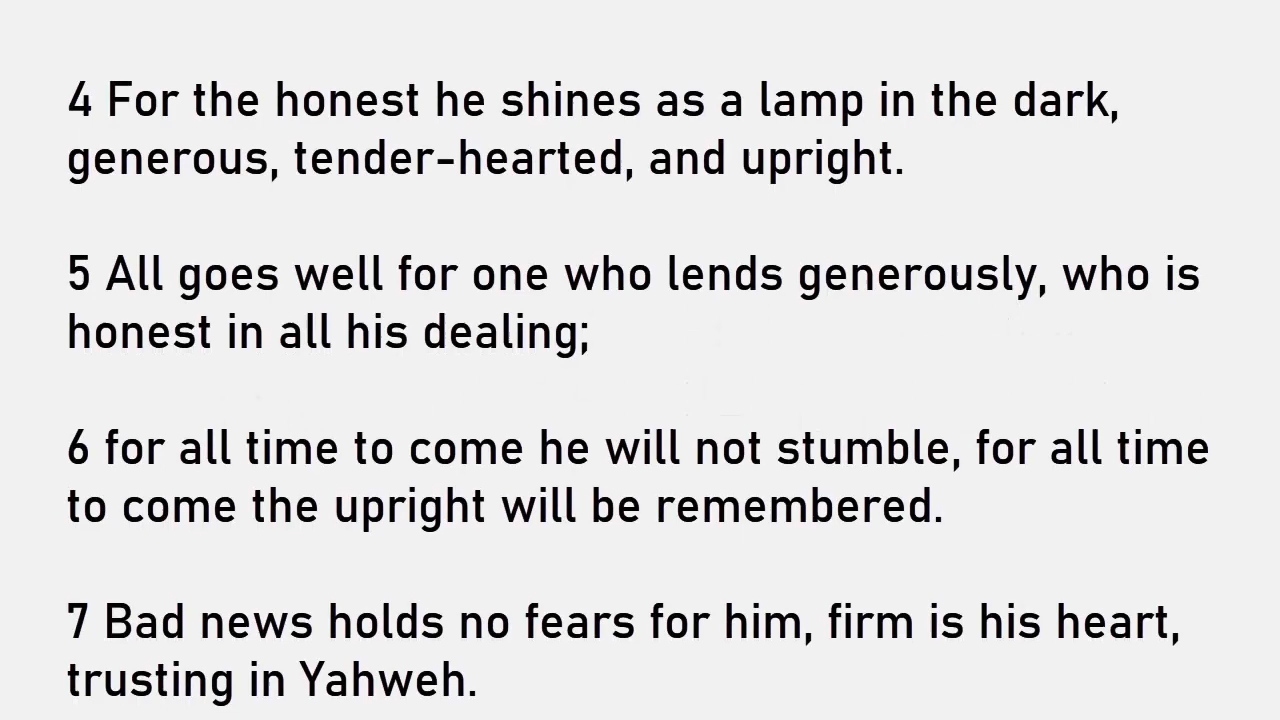 4 For the honest he shines as a lamp in the dark,
generous, tender-hearted, and upright.
5 All goes well for one who lends generously, who is
honest in all his dealing;
6 for all time to come he will not stumble, for all time
to come the upright will be remembered.
7 Bad news holds no fears for him, firm is his heart,
trusting in Yahweh.